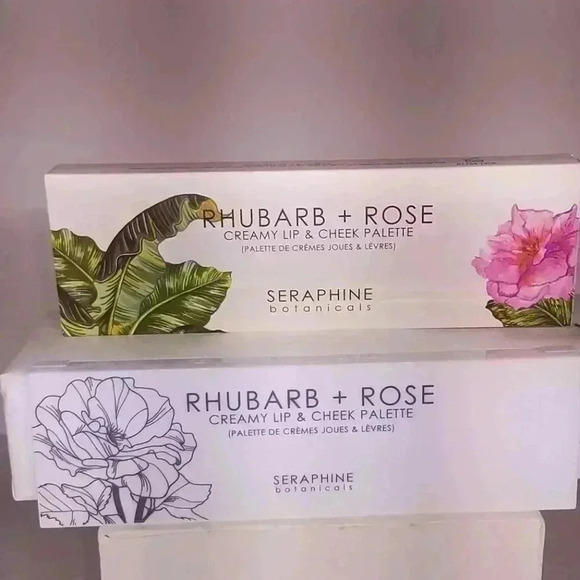 RHUBARB + ROSE
CREAMY LIP & CHEEK PALETTE
(PALETTE DE CRÈMES JOUES & LÈVRES)
SERAPHINE
botanicals
RHUBARB + ROSE
CREAMY LIP & CHEEK PALETTE
(PALETTE DE CRÈMES JOUES & LÈVRES)
SERAPHINE
botanicals